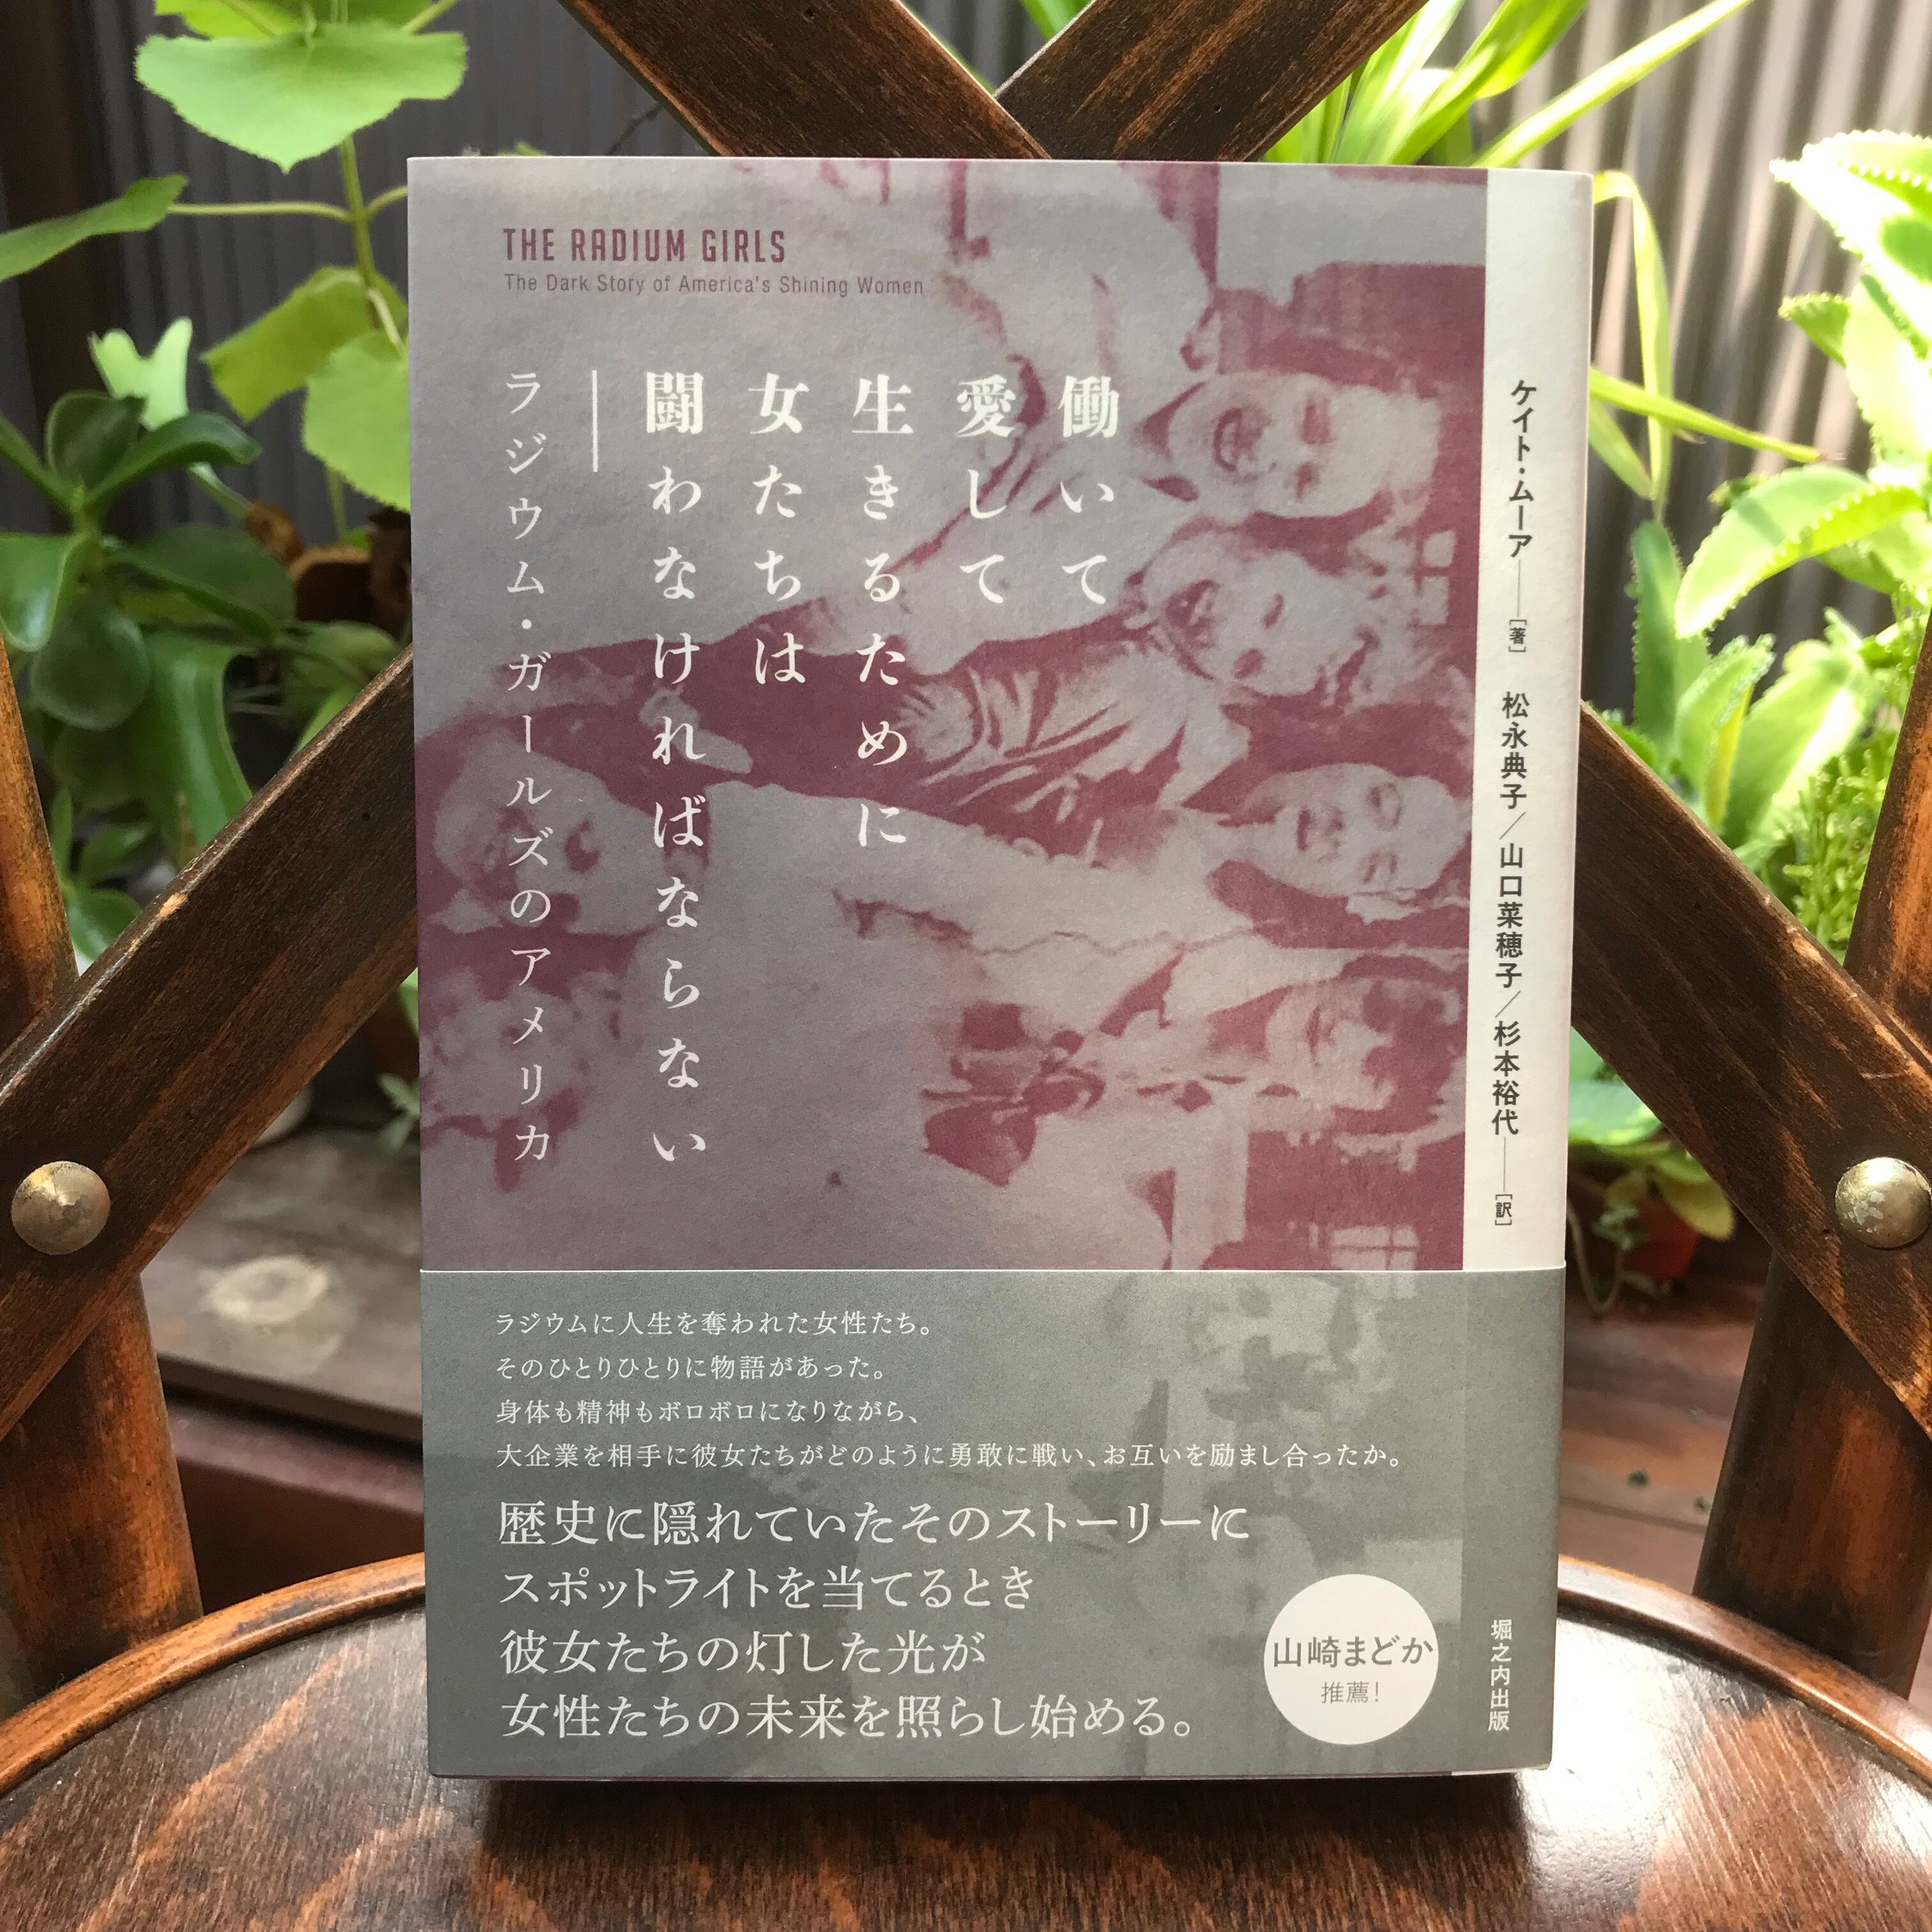 THE RADIUM GIRLS
The Dark Story of America's Shining Women
働いて
愛して
生きるために
女たちは
闘わなければならない
ラジウム・ガールズのアメリカ
ケイト・ムーア──[著] 松永典子/山口菜穂子/杉本裕代──[訳]
ラジウムに人生を奪われた女性たち。
そのひとりひとりに物語があった。
身体も精神もボロボロになりながら、
大企業を相手に彼女たちがどのように勇敢に戦い、お互いを励まし合ったか。
歴史に隠れていたそのストーリーに
スポットライトを当てるとき
彼女たちの灯した光が
女性たちの未来を照らし始める。
山崎まどか
推薦!
堀之内出版